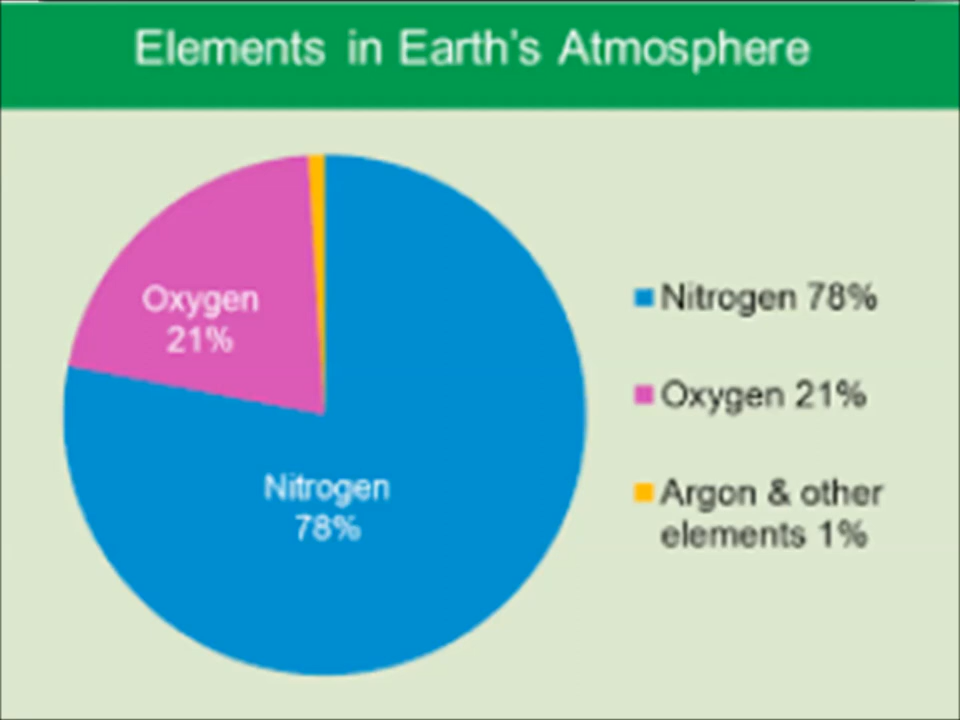 Elements in Earth's Atmosphere
Oxygen
21%
Nitrogen
78%
Nitrogen 78%
Oxygen 21%
Argon & other
elements 1%